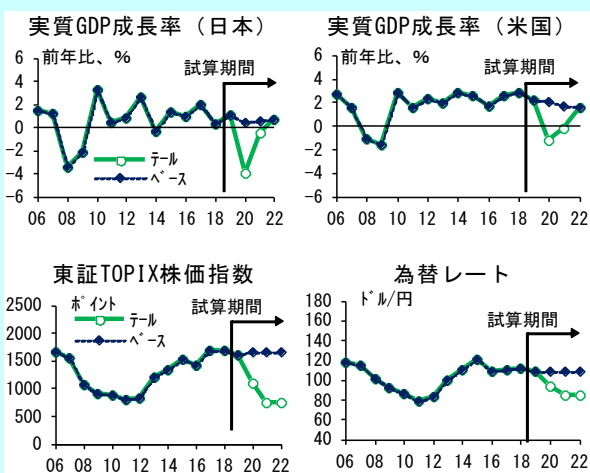 実質GDP成長率（日本）
前年比、％
試算期間
6
4
2
0
-2
-4
-6
テール
ベース
06 08 10 12 14 16 18 20 22
実質GDP成長率（米国）
前年比、％
試算期間
6
4
2
0
-2
-4
-6
06 08 10 12 14 16 18 20 22
東証TOPIX株価指数
ポイント
試算期間
2500
2000
1500
1000
500
0
テール
ベース
06 08 10 12 14 16 18 20 22
為替レート
ドル/円
試算期間
180
160
140
120
100
80
60
40
06 08 10 12 14 16 18 20 22